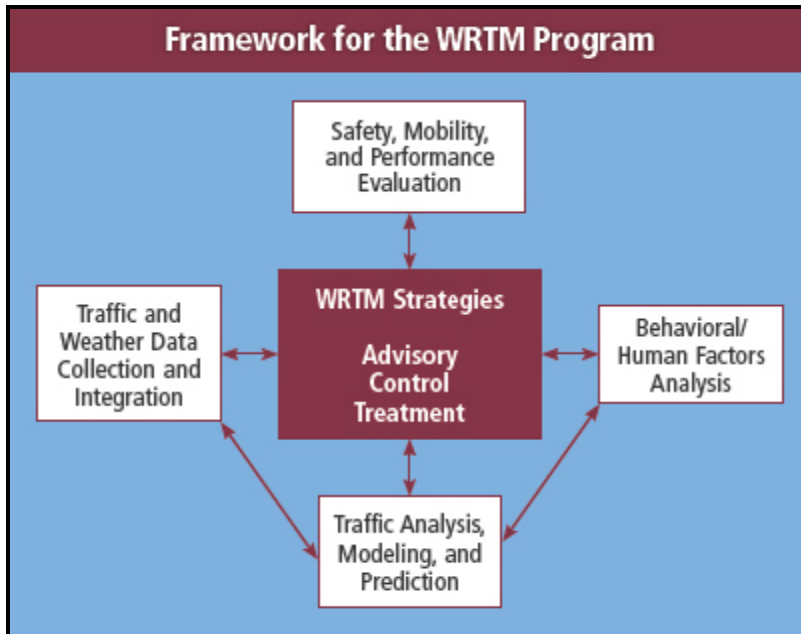 Framework for the WRTM Program
Safety, Mobility,
and Performance
Evaluation
Traffic and
Weather Data
Collection and
Integration
WRTM Strategies
Advisory
Control
Treatment
Behavioral/
Human Factors
Analysis
Traffic Analysis,
Modeling, and
Prediction